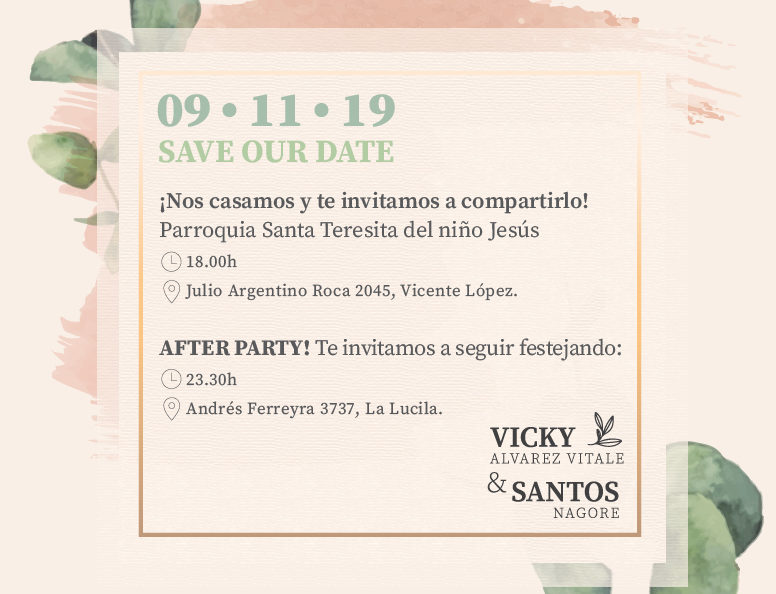 09 • 11 • 19
SAVE OUR DATE
¡Nos casamos y te invitamos a compartirlo!
Parroquia Santa Teresita del niño Jesús
18.00h
Julio Argentino Roca 2045, Vicente López.
AFTER PARTY! Te invitamos a seguir festejando:
23.30h
Andrés Ferreyra 3737, La Lucila.
VICKY
ALVAREZ VITALE
& SANTOS
NAGORE